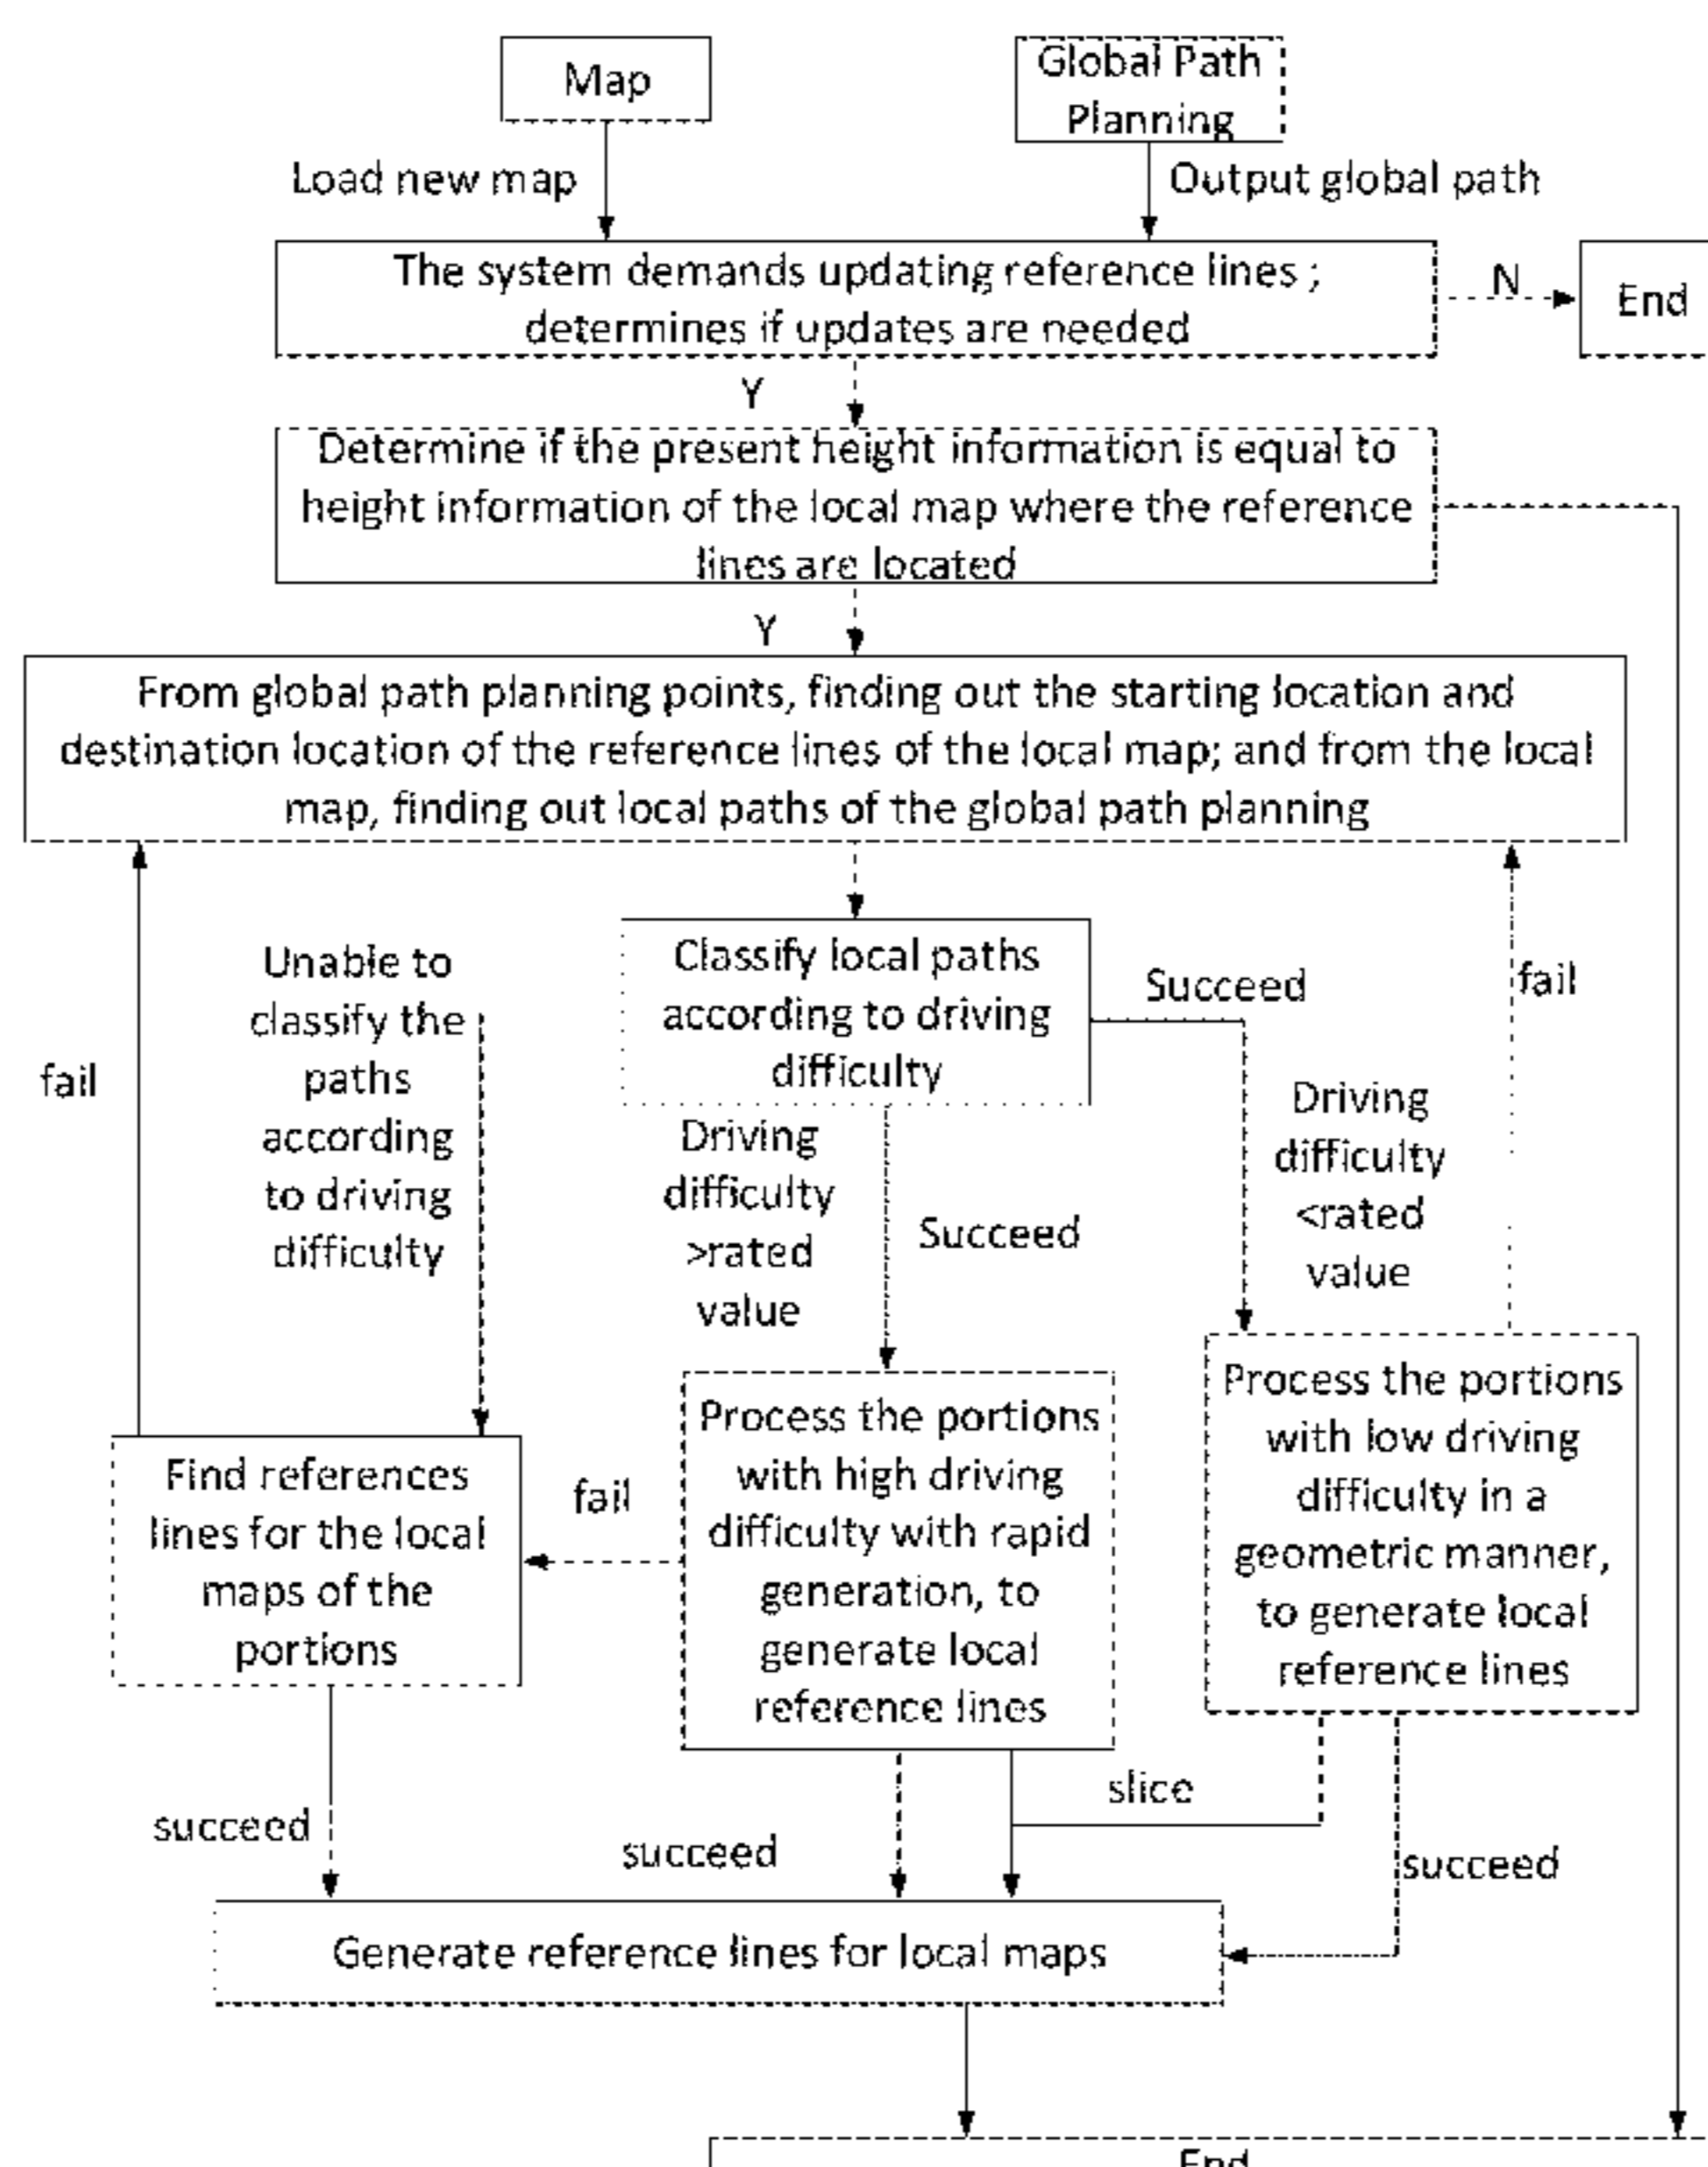 Map
Global Path
Planning
Load new map
Output global path
The system demands updating reference lines ;
determines if updates are needed
N
End
Y
Determine if the present height information is equal to
height information of the local map where the reference
lines are located
Y
From global path planning points, finding out the starting location and
destination location of the reference lines of the local map; and from the local
map, finding out local paths of the global path planning
Unable to
classify the
paths
according
to driving
difficulty
fail
Classify local paths
according to driving
difficulty
Succeed
fail
Driving
difficulty
>rated
value
Succeed
Driving
difficulty
<rated
value
Find references
lines for the local
maps of the
portions
fail
Process the portions
with high driving
difficulty with rapid
generation, to
generate local
reference lines
Process the portions
with low driving
difficulty in a
geometric manner,
to generate local
reference lines
succeed
succeed
slice
succeed
Generate reference lines for local maps
End